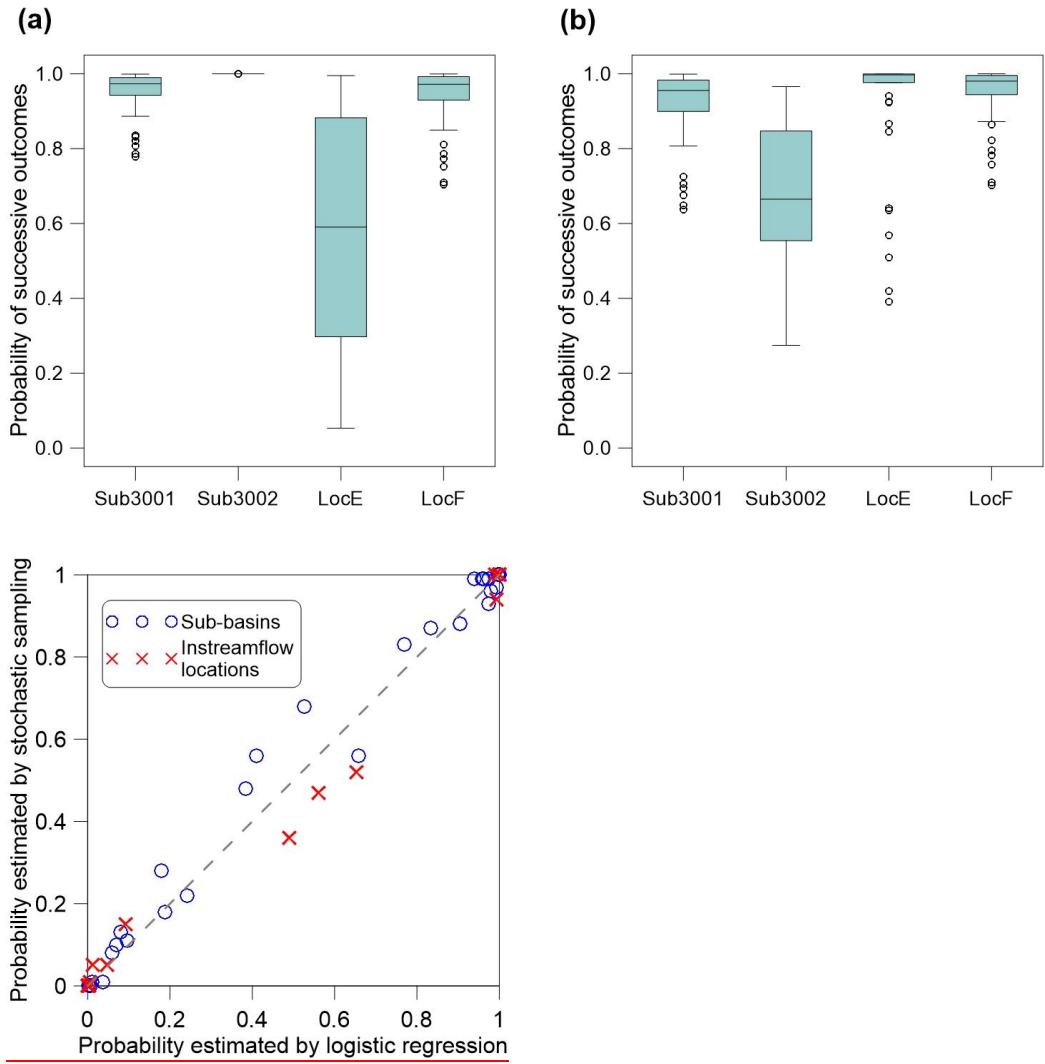 (a)
Probability of successive outcomes
1.0
0.8
0.6
0.4
0.2
0.0
Sub3001 Sub3002 LocE LocF
(b)
Probability of successive outcomes
1.0
0.8
0.6
0.4
0.2
0.0
Sub3001 Sub3002 LocE LocF
Probability estimated by stochastic sampling
1
0.8
0.6
0.4
0.2
0
Sub-basins
Instreamflow
locations
0 0.2 0.4 0.6 0.8 1
Probability estimated by logistic regression